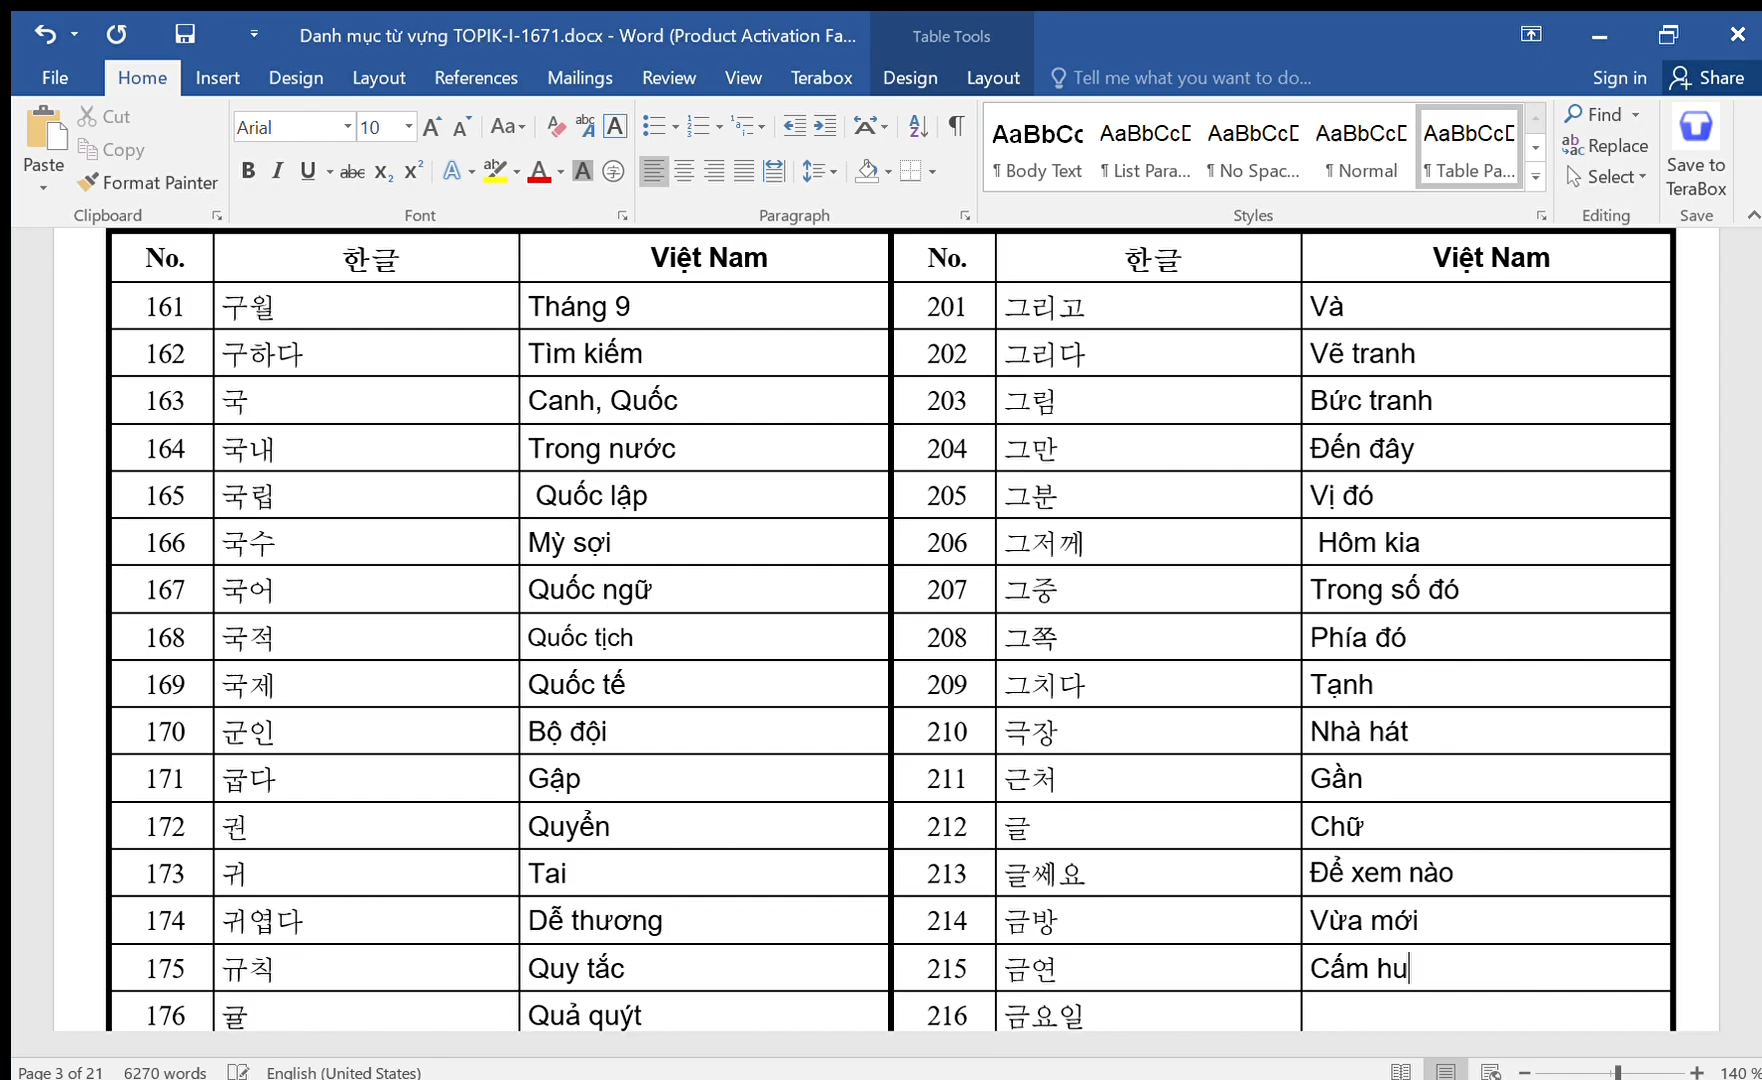 Danh mục từ vựng TOPIK-I-1671.docx - Word (Product Activation Fa...
Table Tools
File Home Insert Design Layout References Mailings Review View Terabox Design Layout Tell me what you want to do... Sign in Share
Paste
Cut
Copy
Format Painter
Clipboard
Arial 10
Font
Paragraph
AaBbCc AaBbCcD AaBbCcD AaBbCcD AaBbCcD
¶ Body Text ¶ List Para... ¶ No Spac... ¶ Normal ¶ Table Pa...
Styles
Find
Replace
Select
Editing
Save to
TeraBox
Save
No. 한글 Việt Nam No. 한글 Việt Nam
161 구월 Tháng 9 201 그리고 Và
162 구하다 Tìm kiếm 202 그리다 Vẽ tranh
163 국 Canh, Quốc 203 그림 Bức tranh
164 국내 Trong nước 204 그만 Đến đây
165 국립 Quốc lập 205 그분 Vị đó
166 국수 Mỳ sợi 206 그저께 Hôm kia
167 국어 Quốc ngữ 207 그중 Trong số đó
168 국적 Quốc tịch 208 그쪽 Phía đó
169 국제 Quốc tế 209 그치다 Tạnh
170 군인 Bộ đội 210 극장 Nhà hát
171 굽다 Gập 211 근처 Gần
172 권 Quyển 212 글 Chữ
173 귀 Tai 213 글쎄요 Để xem nào
174 귀엽다 Dễ thương 214 금방 Vừa mới
175 규칙 Quy tắc 215 금연 Cấm hu
176 귤 Quả quýt 216 금요일
Page 3 of 21 6270 words English (United States) 140 %